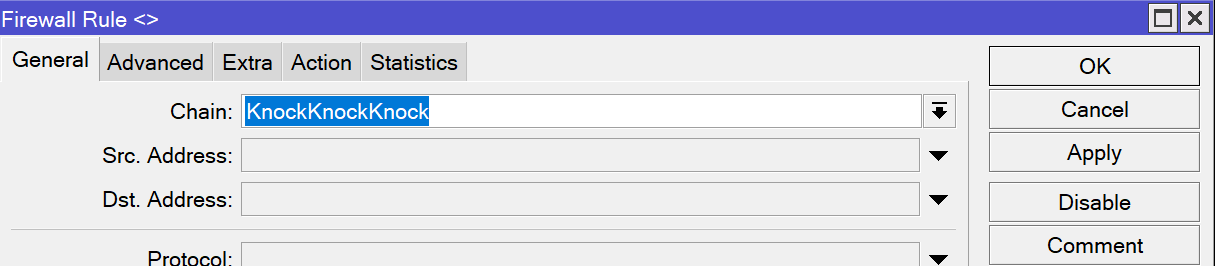 Firewall Rule <>
General Advanced Extra Action Statistics
OK
Chain: KnockKnockKnock
Cancel
Src. Address:
Apply
Dst. Address:
Disable
Protocol:
Comment